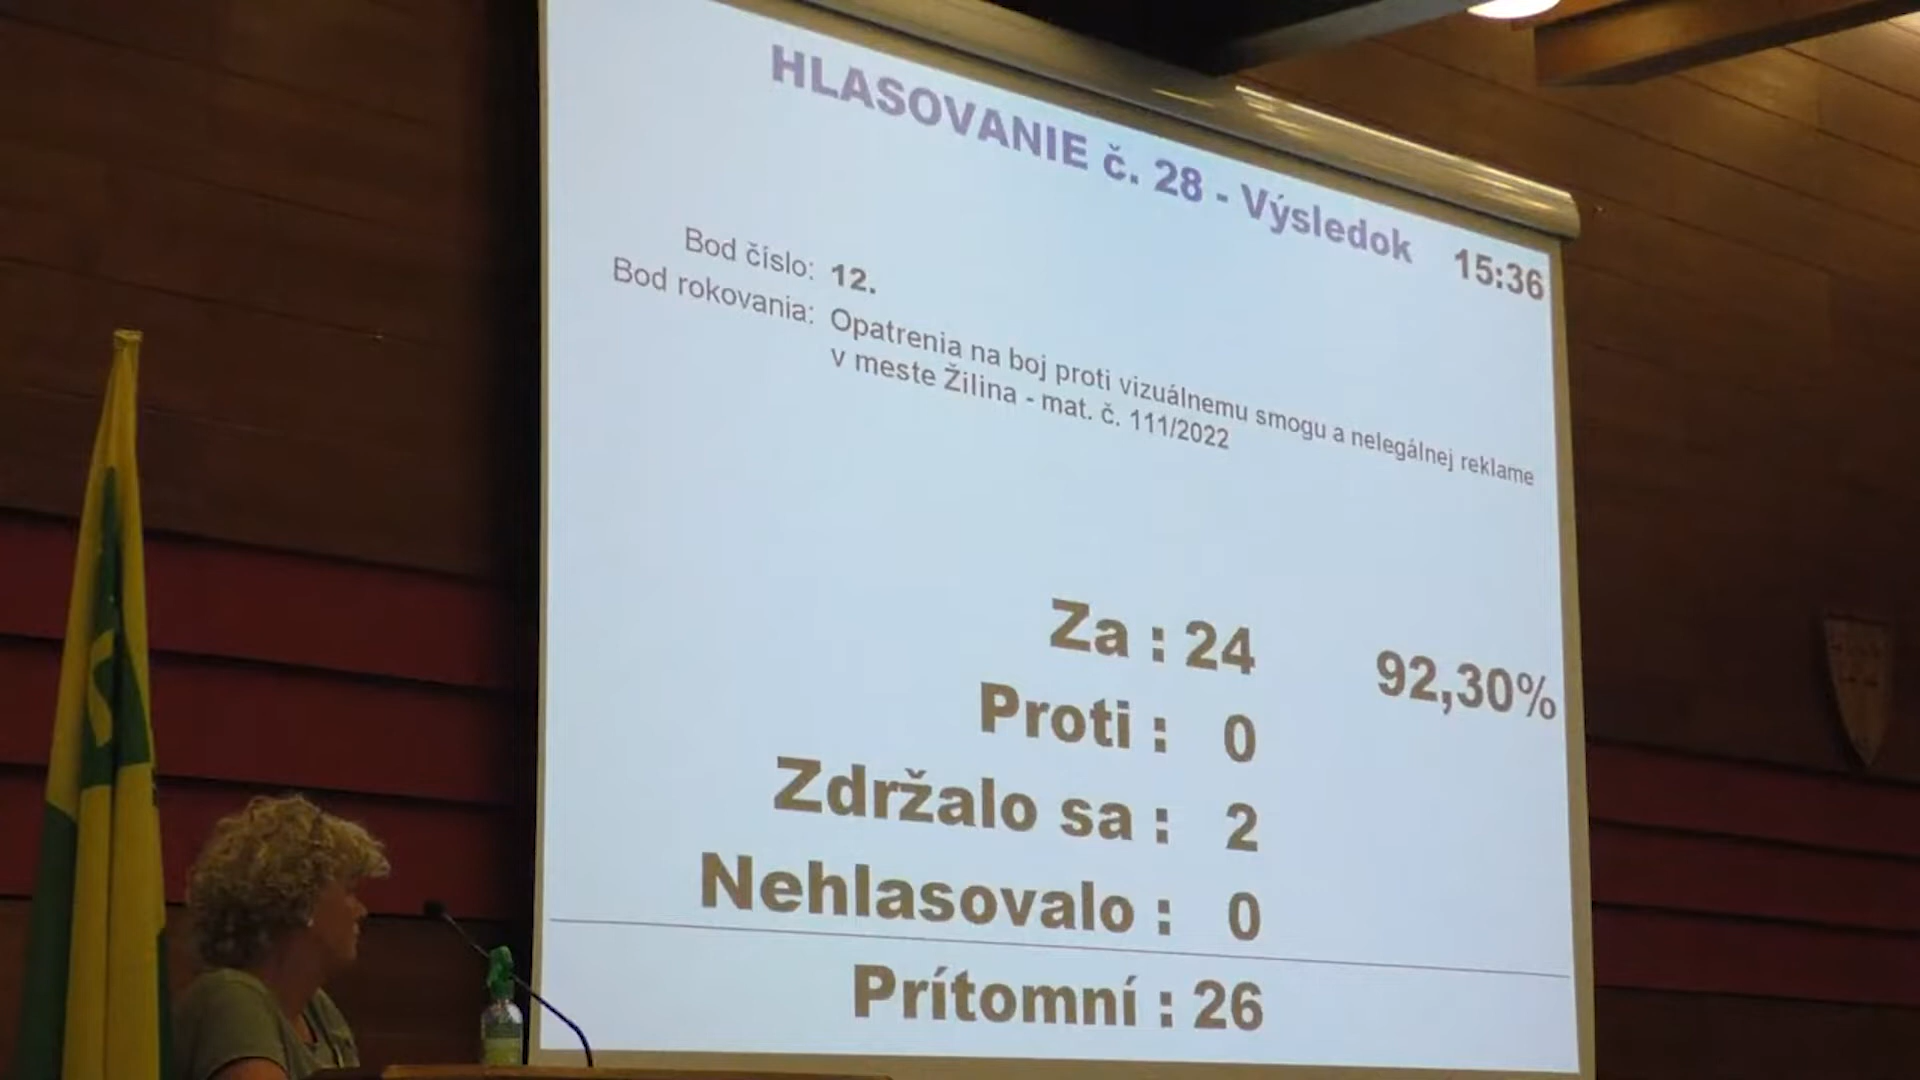 HLASOVANIE č. 28 - Výsledok 15:36
Bod číslo: 12.
Bod rokovania: Opatrenia na boj proti vizuálnemu smogu a nelegálnej reklame
v meste Žilina - mat. č. 111/2022
Za : 24 92,30%
Proti : 0
Zdržalo sa : 2
Nehlasovalo : 0
Prítomní : 26